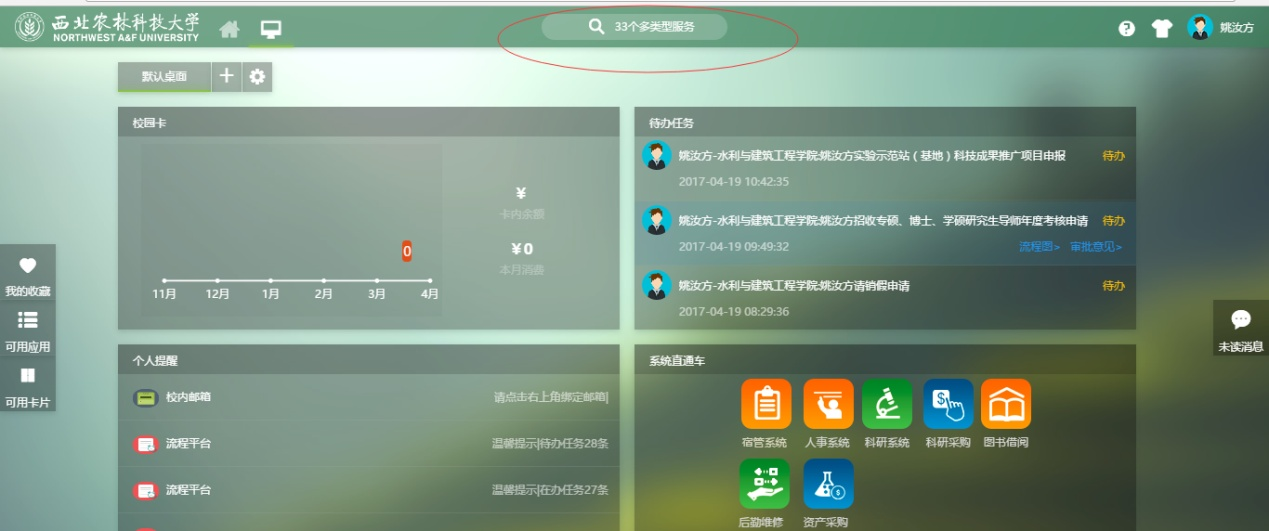 西北农林科技大学
NORTHWEST A&F UNIVERSITY
33个多类型服务
姚汝方
默认桌面
校园卡
¥
卡内余额
¥0
本月消费
0
11月 12月 1月 2月 3月 4月
待办任务
姚汝方-水利与建筑工程学院:姚汝方实验示范站（基地）科技成果推广项目申报 待办
2017-04-19 10:42:35
姚汝方-水利与建筑工程学院:姚汝方招收专硕、博士、学硕研究生导师年度考核申请 待办
2017-04-19 09:49:32 流程图> 审批意见>
姚汝方-水利与建筑工程学院:姚汝方请销假申请 待办
2017-04-19 08:29:36
我的收藏
可用应用
可用卡片
未读消息
个人提醒
校内邮箱 请点击右上角绑定邮箱|
流程平台 温馨提示|待办任务28条
流程平台 温馨提示|在办任务27条
系统直通车
宿管系统 人事系统 科研系统 科研采购 图书借阅
后勤维修 资产采购